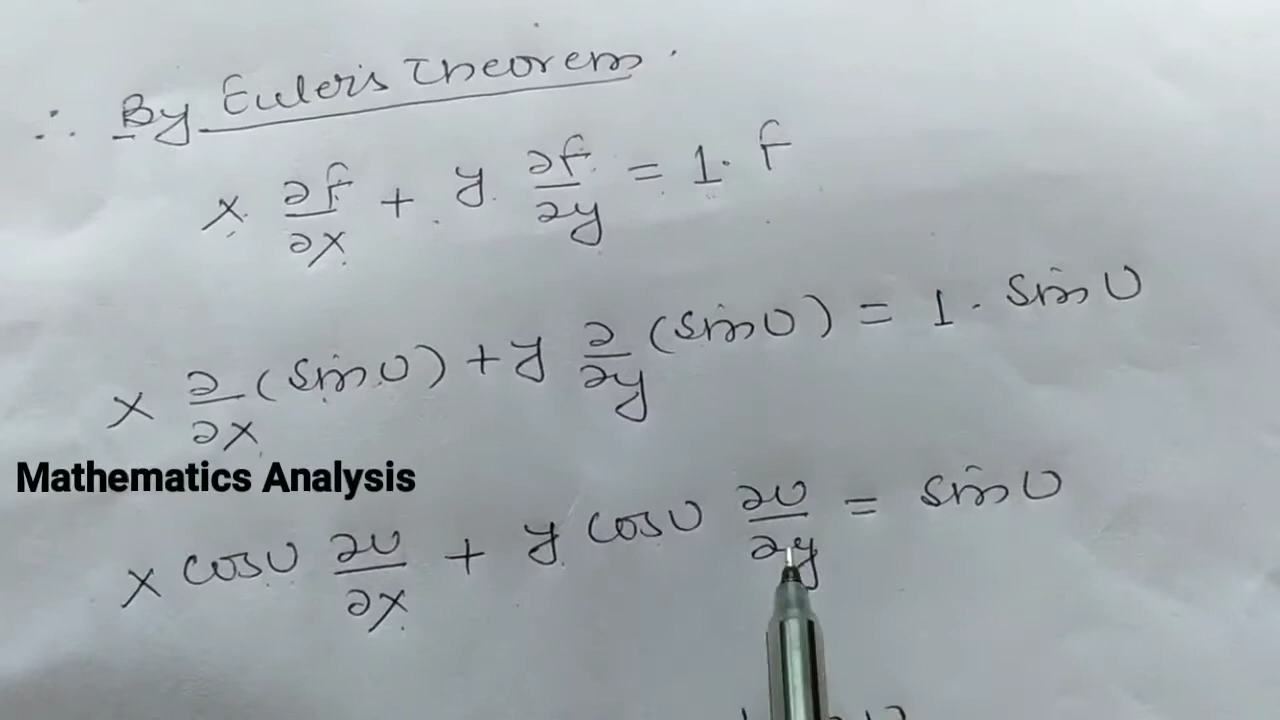 ∴ By Euler's Theorem.
x ∂f/∂x + y ∂f/∂y = 1. f
x ∂/∂x (sin U) + y ∂/∂y (sin U) = 1. sin U
Mathematics Analysis
x cos U ∂U/∂x + y cos U ∂U/∂y = sin U